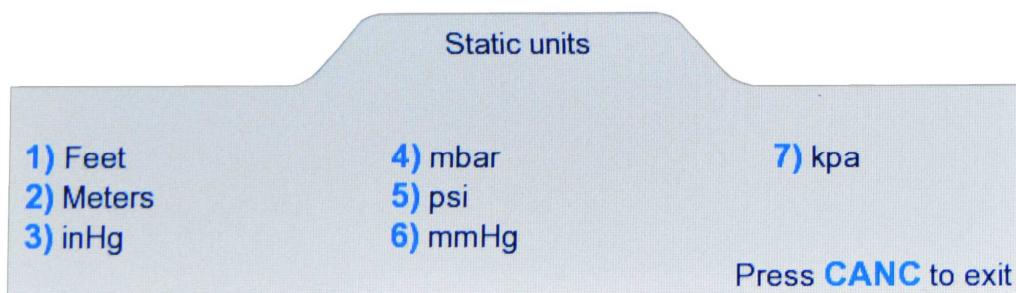 Static units
1) Feet
2) Meters
3) inHg
4) mbar
5) psi
6) mmHg
7) kpa
Press CANC to exit